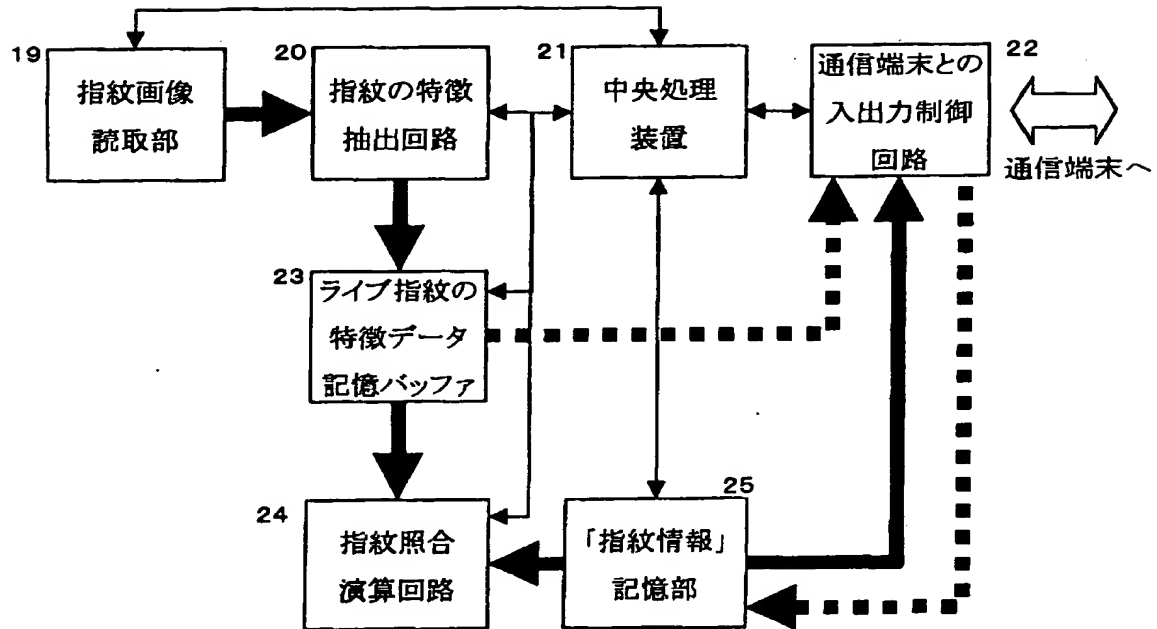 19
指紋画像
読取部
20
指紋の特徴
抽出回路
21
中央処理
装置
22
通信端末との
入出力制御
回路
通信端末へ
23
ライブ指紋の
特徴データ
記憶バッファ
24
指紋照合
演算回路
25
「指紋情報」
記憶部